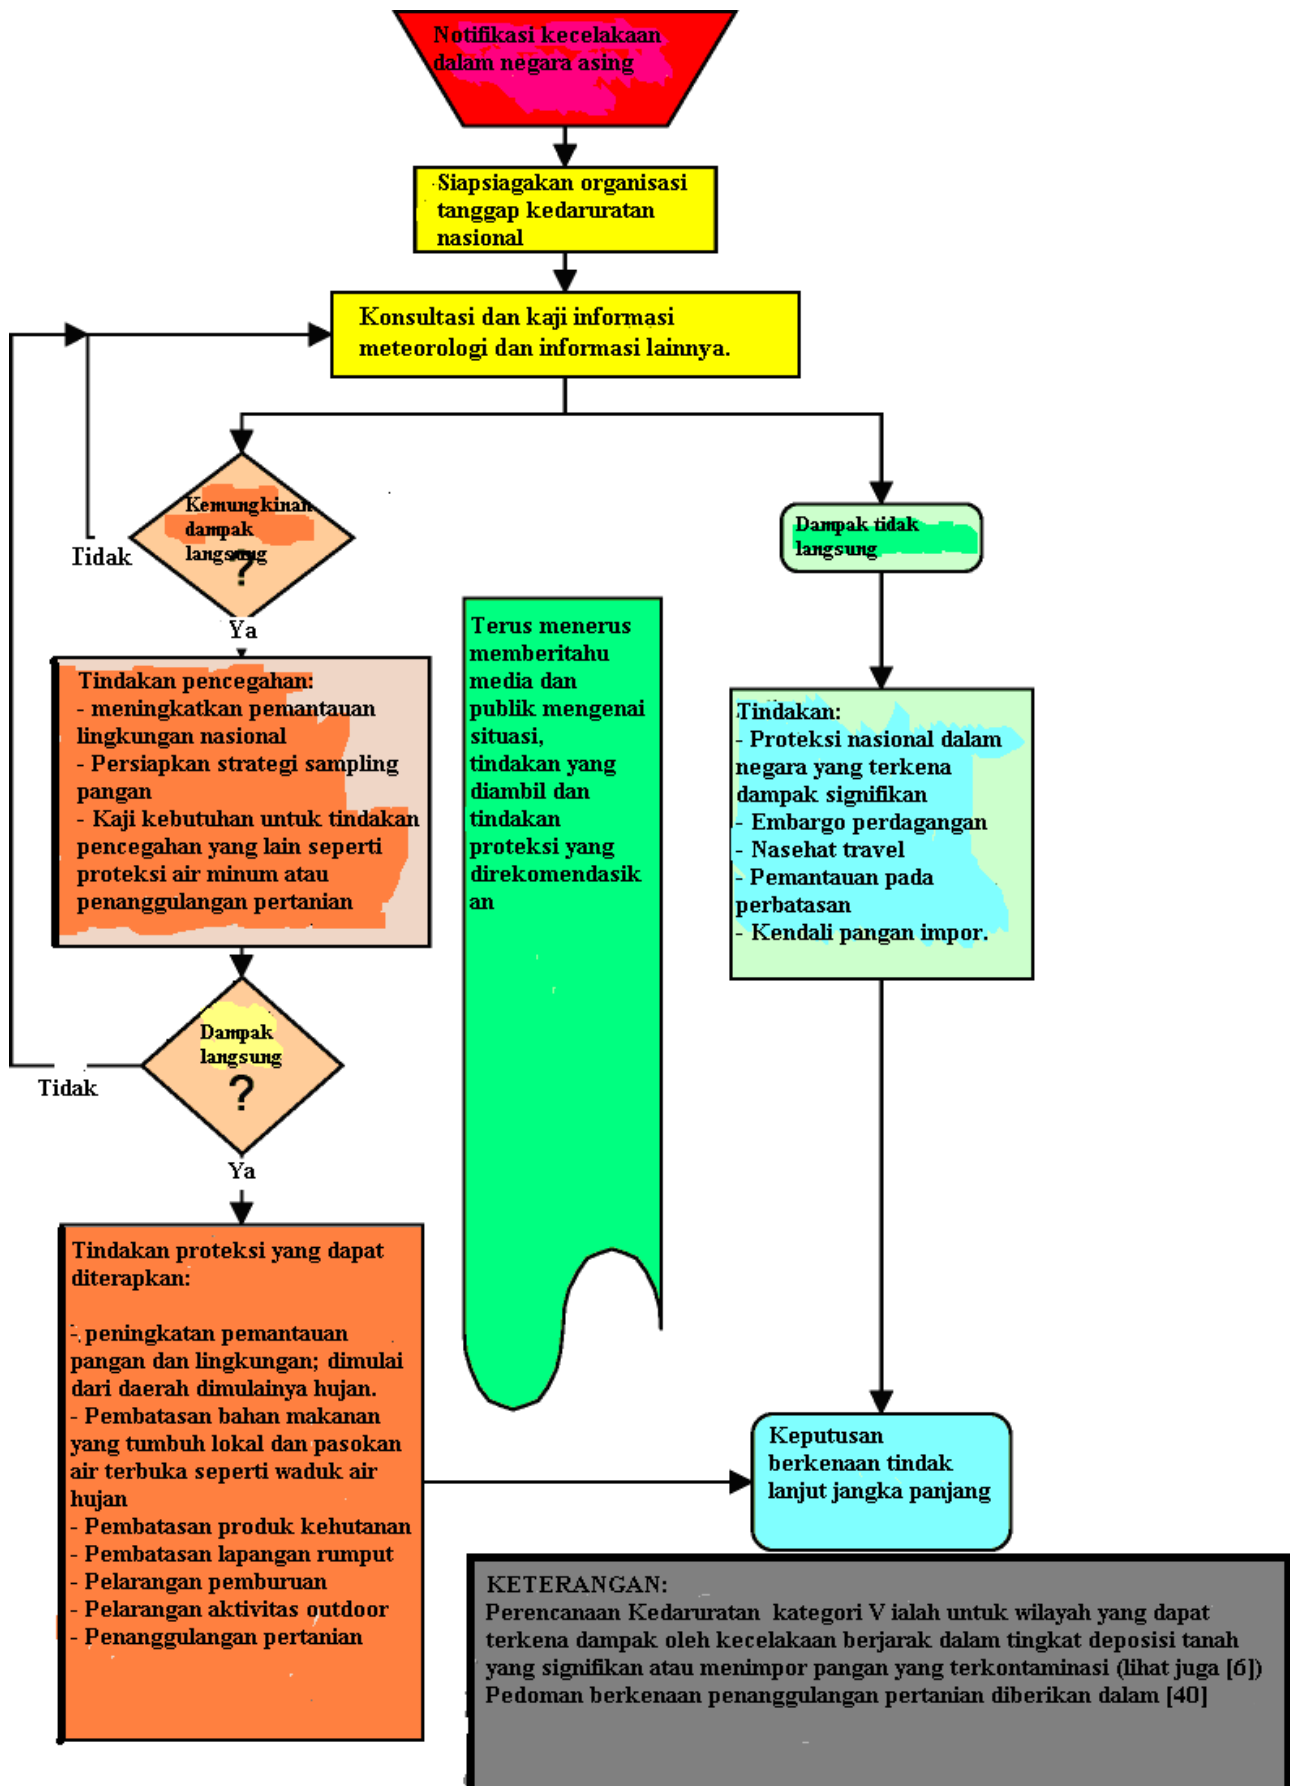 Notifikasi kecelakaan
dalam negara asing
Siapsiagakan organisasi
tanggap kedaruratan
nasional
Konsultasi dan kaji informasi
meteorologi dan informasi lainnya.
Kemungkinan
dampak
langsung
?
Tidak
Ya
Dampak tidak
langsung
Tindakan pencegahan:
- meningkatkan pemantauan
lingkungan nasional
- Persiapkan strategi sampling
pangan
- Kaji kebutuhan untuk tindakan
pencegahan yang lain seperti
proteksi air minum atau
penanggulangan pertanian
Terus menerus
memberitahu
media dan
publik mengenai
situasi,
tindakan yang
diambil dan
tindakan
proteksi yang
direkomendasik
an
Tindakan:
- Proteksi nasional dalam
negara yang terkena
dampak signifikan
- Embargo perdagangan
- Nasehat travel
- Pemantauan pada
perbatasan
- Kendali pangan impor.
Dampak
langsung
?
Tidak
Ya
Tindakan proteksi yang dapat
diterapkan:
- peningkatan pemantauan
pangan dan lingkungan; dimulai
dari daerah dimulainya hujan.
- Pembatasan bahan makanan
yang tumbuh lokal dan pasokan
air terbuka seperti waduk air
hujan
- Pembatasan produk kehutanan
- Pembatasan lapangan rumput
- Pelarangan pemburuan
- Pelarangan aktivitas outdoor
- Penanggulangan pertanian
Keputusan
berkenaan tindak
lanjut jangka panjang
KETERANGAN:
Perencanaan Kedaruratan  kategori V ialah untuk wilayah yang dapat
terkena dampak oleh kecelakaan berjarak dalam tingkat deposisi tanah
yang signifikan atau menimpor pangan yang terkontaminasi (lihat juga [6])
Pedoman berkenaan penanggulangan pertanian diberikan dalam [40]